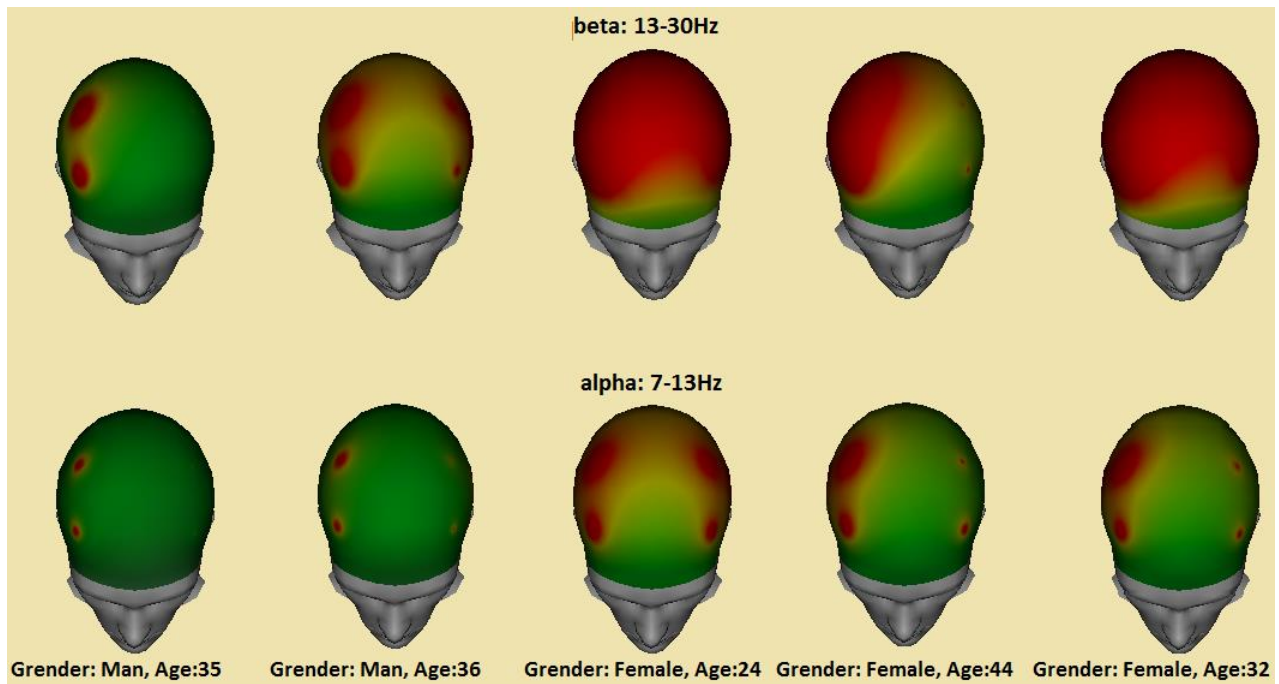 beta: 13-30Hz
alpha: 7-13Hz
Grender: Man, Age:35
Grender: Man, Age:36
Grender: Female, Age:24
Grender: Female, Age:44
Grender: Female, Age:32